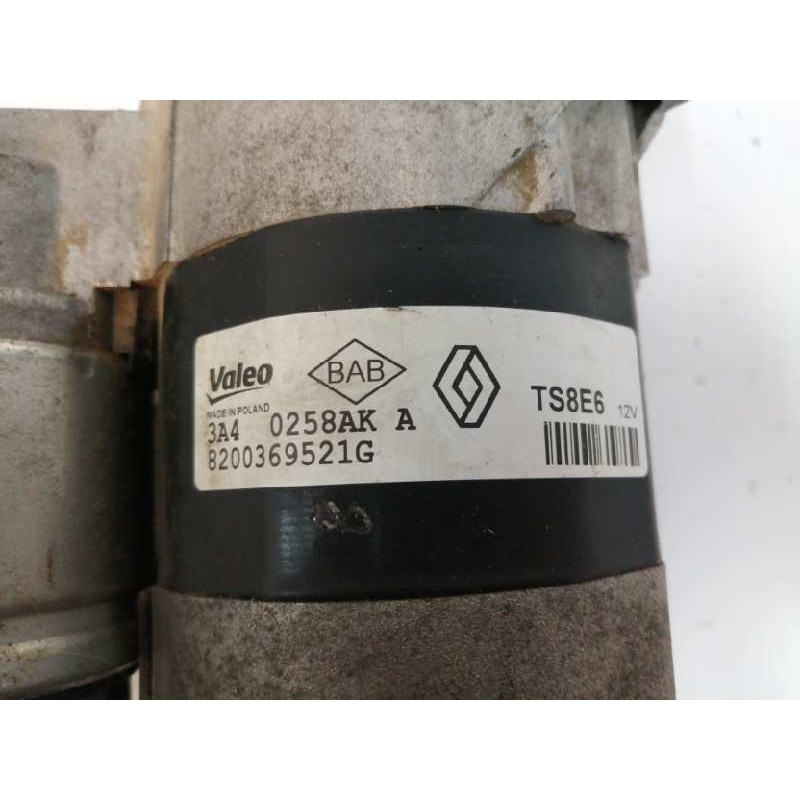 Valeo
BAB
MADE IN POLAND
TS8E6 12V
3A4 0258AK A
8200369521G